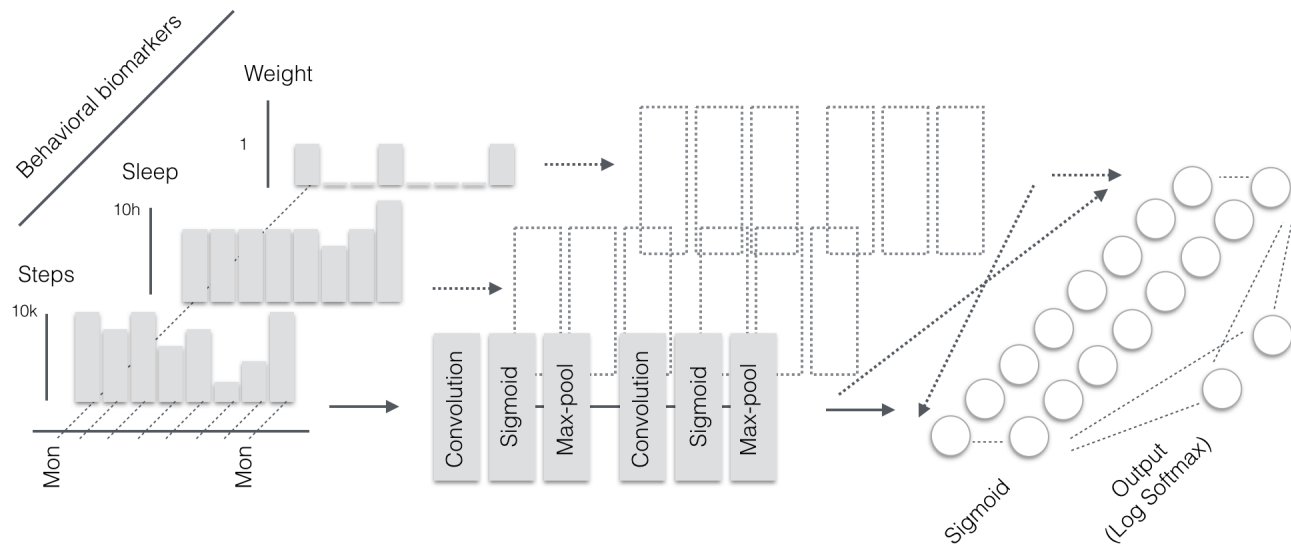 Behavioral biomarkers
Weight
1
Sleep
10h
Steps
10k
Mon
Mon
Convolution
Sigmoid
Max-pool
Convolution
Sigmoid
Max-pool
Sigmoid
Output
(Log Softmax)